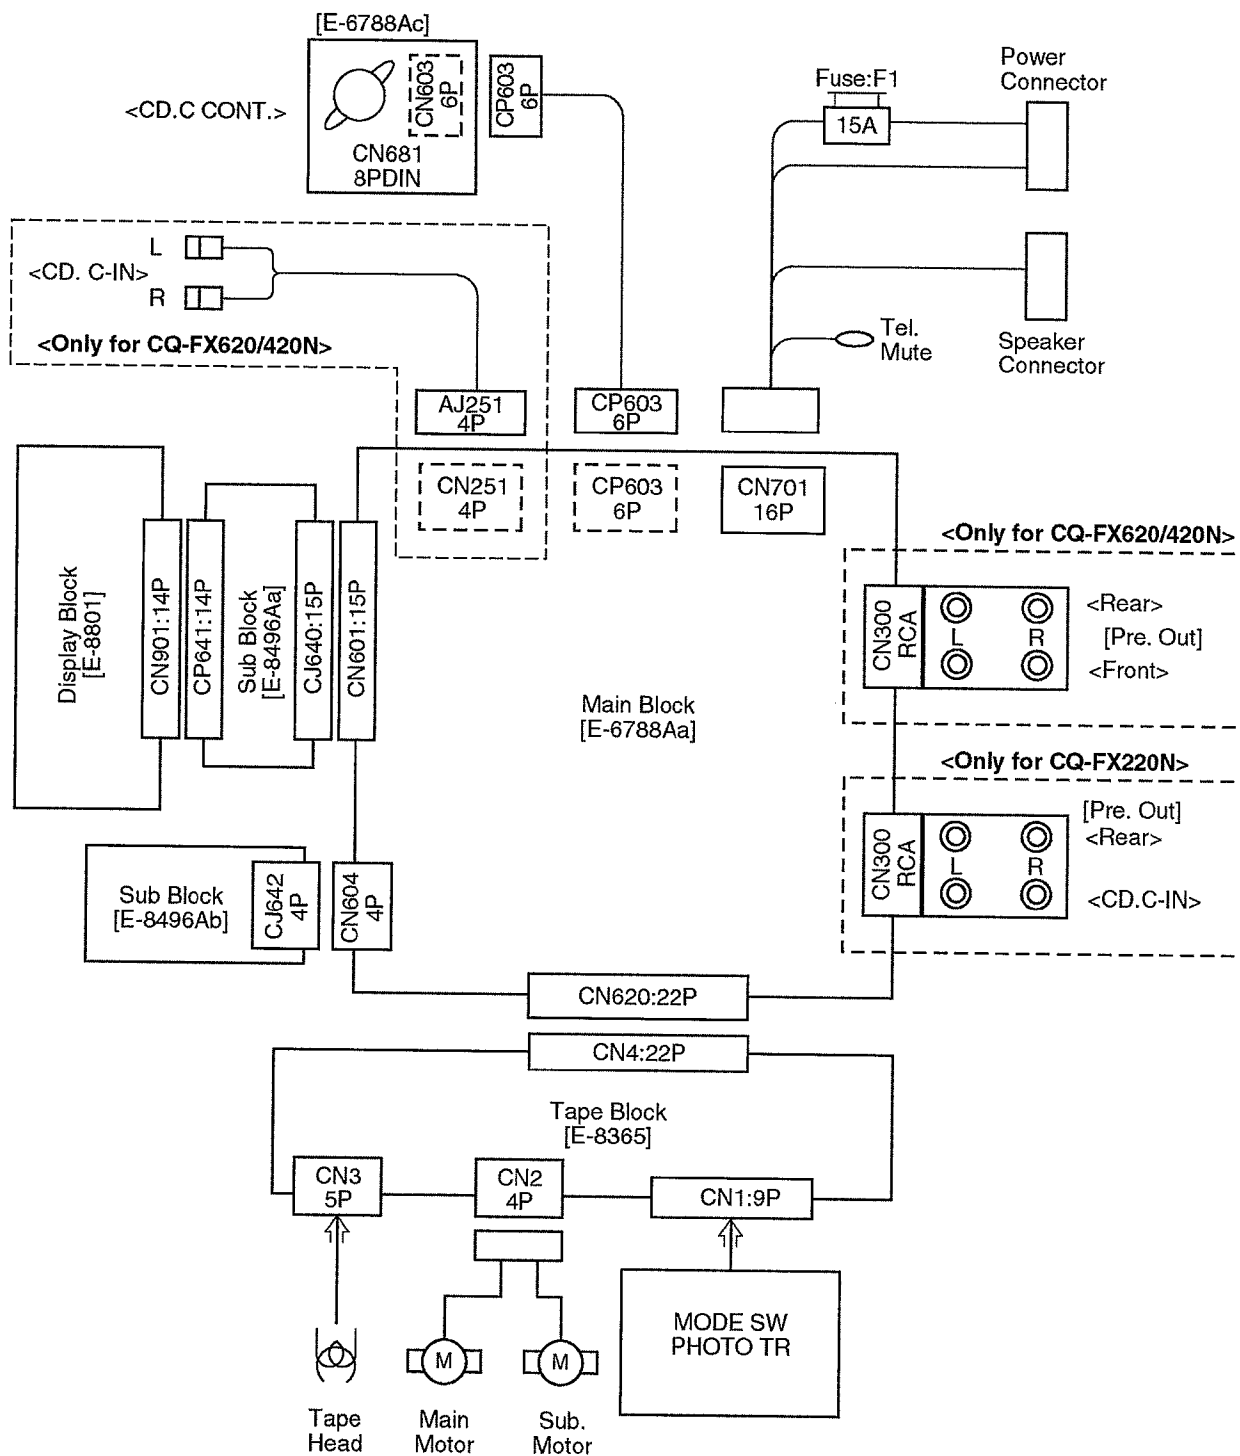 [E-6788Ac]
<CD.C CONT.>
CN603
6P
CN681
8PDIN
CP603
6P
Fuse:F1
15A
Power
Connector
L
<CD. C-IN>
R
<Only for CQ-FX620/420N>
Tel.
Mute
Speaker
Connector
AJ251
4P
CP603
6P
CN251
4P
CP603
6P
CN701
16P
Display Block
[E-8801]
CN901:14P
CP641:14P
Sub Block
[E-8496Aa]
CJ640:15P
CN601:15P
Main Block
[E-6788Aa]
<Only for CQ-FX620/420N>
CN300
RCA
L
R
<Rear>
[Pre. Out]
<Front>
<Only for CQ-FX220N>
CN300
RCA
L
R
[Pre. Out]
<Rear>
<CD.C-IN>
Sub Block
[E-8496Ab]
CJ642
4P
CN604
4P
CN620:22P
CN4:22P
Tape Block
[E-8365]
CN3
5P
CN2
4P
CN1:9P
MODE SW
PHOTO TR
M
M
Tape
Head
Main
Motor
Sub.
Motor